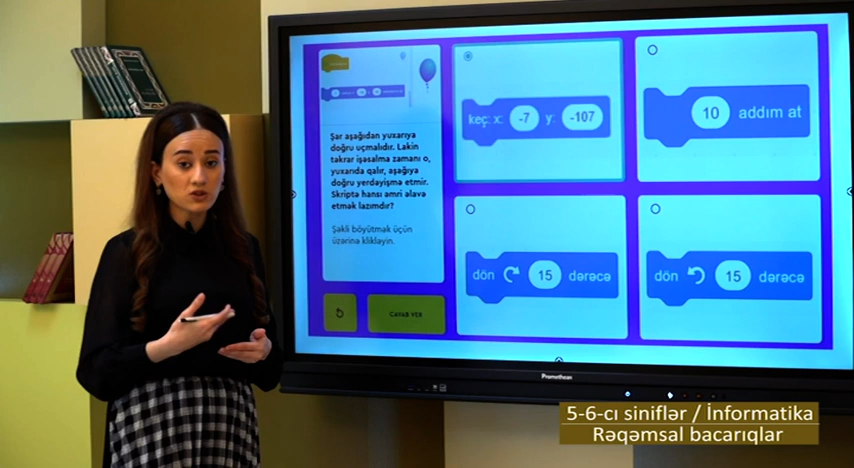 Şar aşağıdan yuxarıya
doğru uçmalıdır. Lakin
təkrar işəsalma zamanı o,
yuxarıda qalır, aşağıya
doğru yerdəyişmə etmir.
Skriptə hansı əmri əlavə
etmək lazımdır?
Şəkli böyütmək üçün
üzərinə klikləyin.
CAVAB VER
keç: x: -7 y: -107
10 addım at
dön 15 dərəcə
dön 15 dərəcə
Promethean
5-6-cı siniflər / İnformatika
Rəqəmsal bacarıqlar